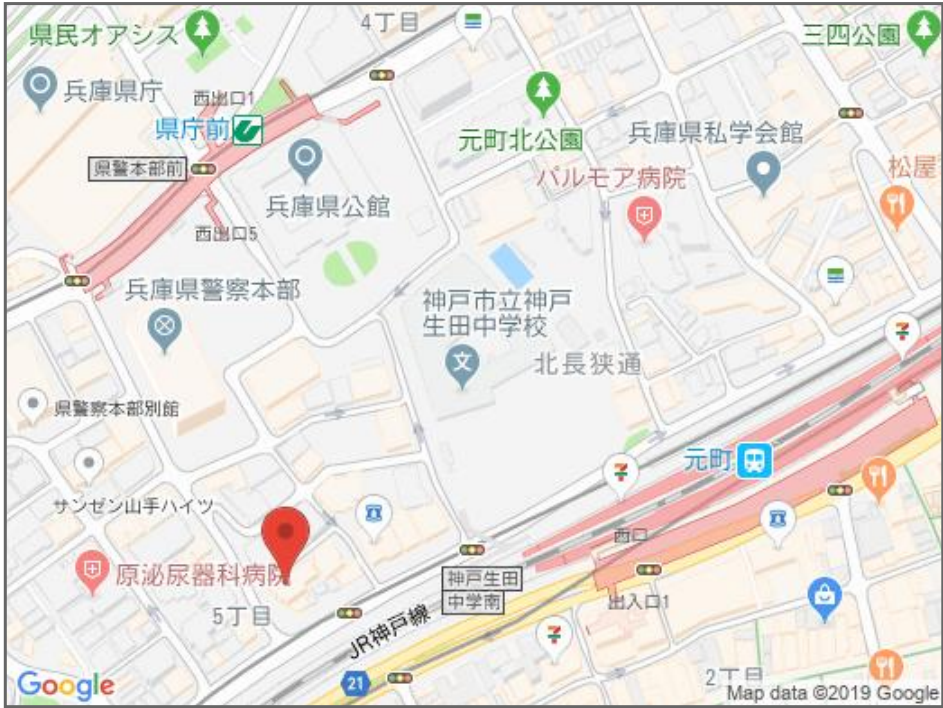 4丁目
県民オアシス
三四公園
兵庫県庁
西出口1
県庁前
元町北公園
兵庫県私学会館
県警本部前
パルモア病院
松屋
兵庫県公館
西出口5
兵庫県警察本部
神戸市立神戸
生田中学校
文
北長狭通
県警察本部別館
元町
サンゼン山手ハイツ
西口
原泌尿器科病院
神戸生田
中学南
5丁目
出入口1
JR神戸線
21
2丁目
Google
Map data ©2019 Google